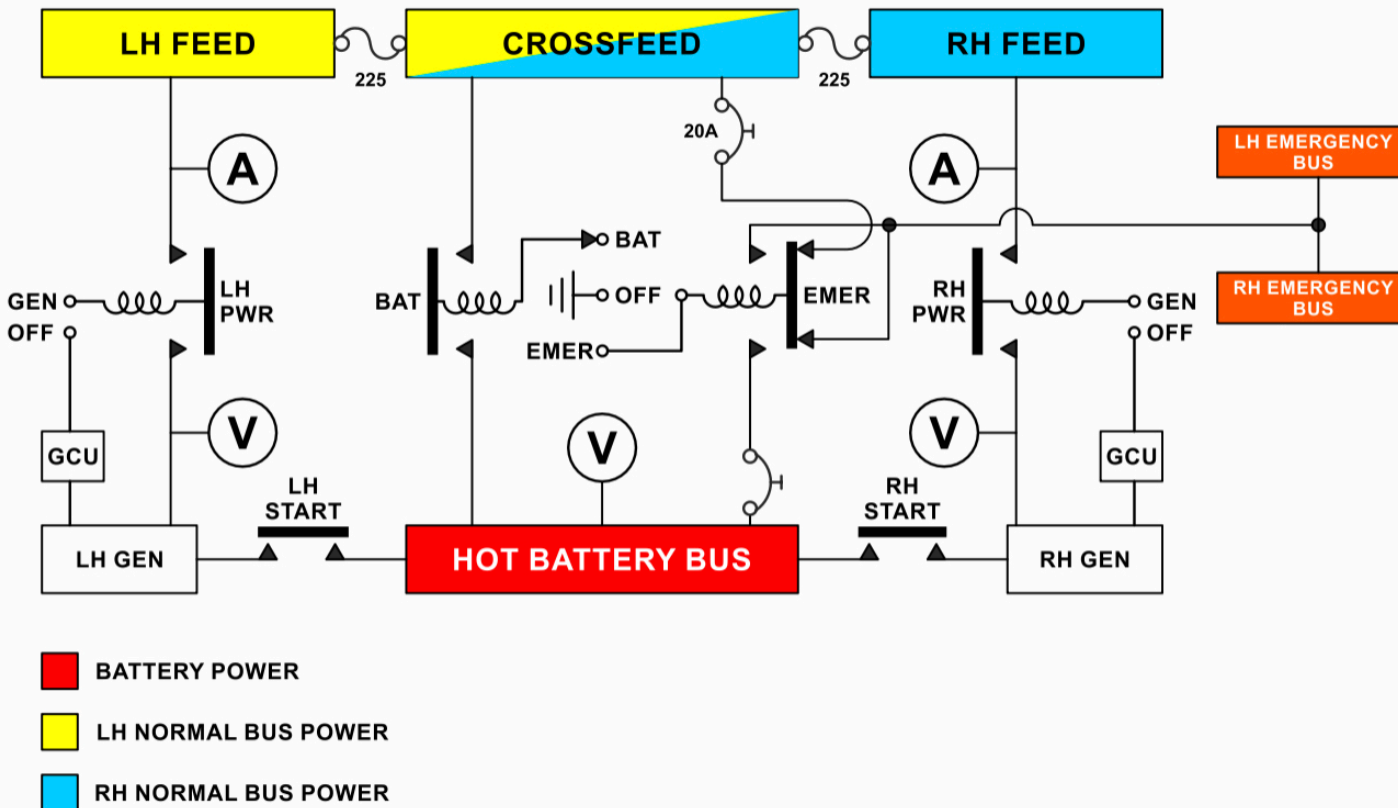 LH FEED
CROSSFEED
RH FEED
225
225
20A
A
A
LH EMERGENCY
BUS
BAT
GEN
OFF
LH
PWR
BAT
OFF
EMER
EMER
RH
PWR
GEN
OFF
RH EMERGENCY
BUS
V
V
V
GCU
GCU
LH
START
RH
START
LH GEN
HOT BATTERY BUS
RH GEN
BATTERY POWER
LH NORMAL BUS POWER
RH NORMAL BUS POWER